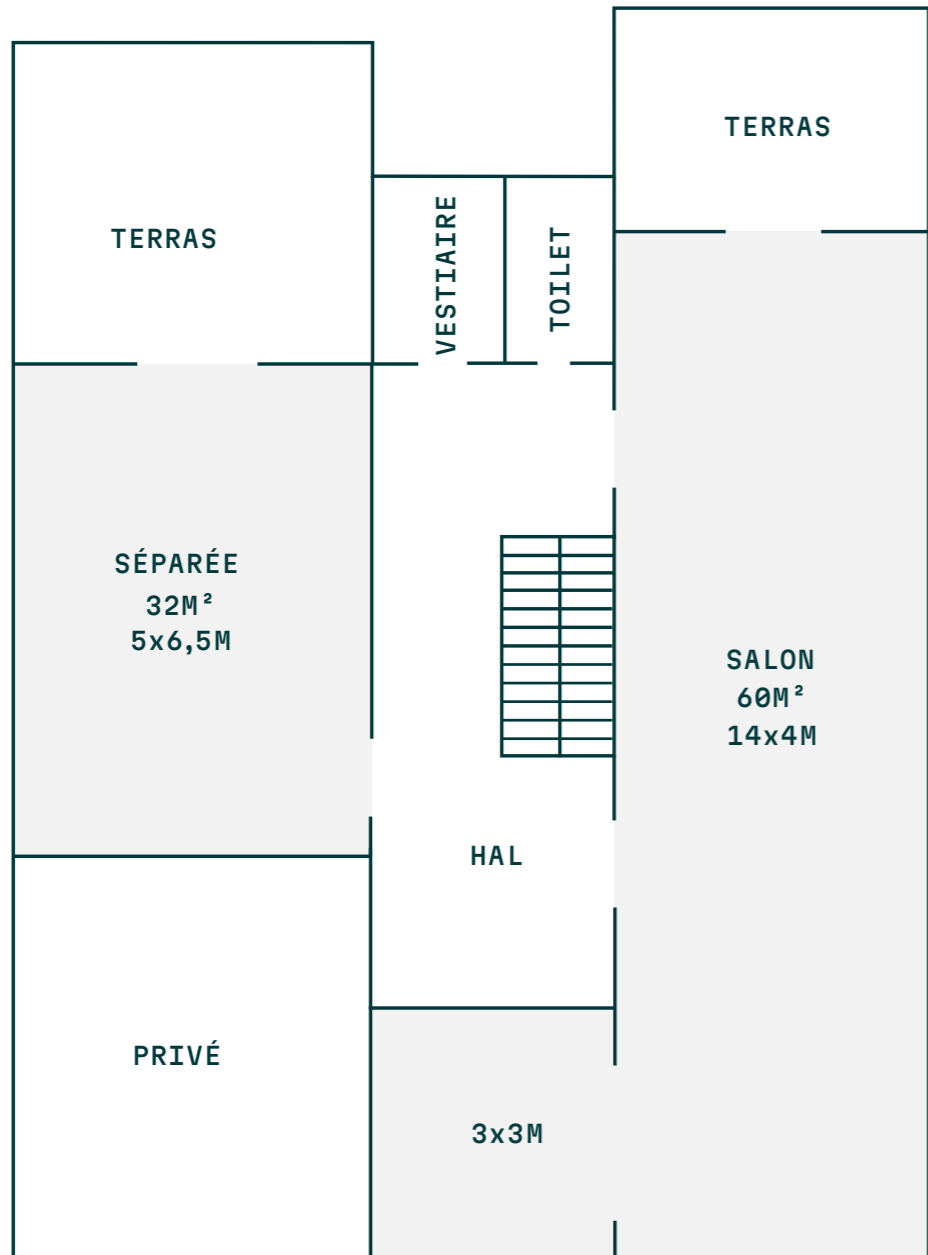 TERRAS
TERRAS
VESTIAIRE
TOILET
SÉPARÉE
32M²
5x6,5M
SALON
60M²
14x4M
HAL
PRIVÉ
3x3M